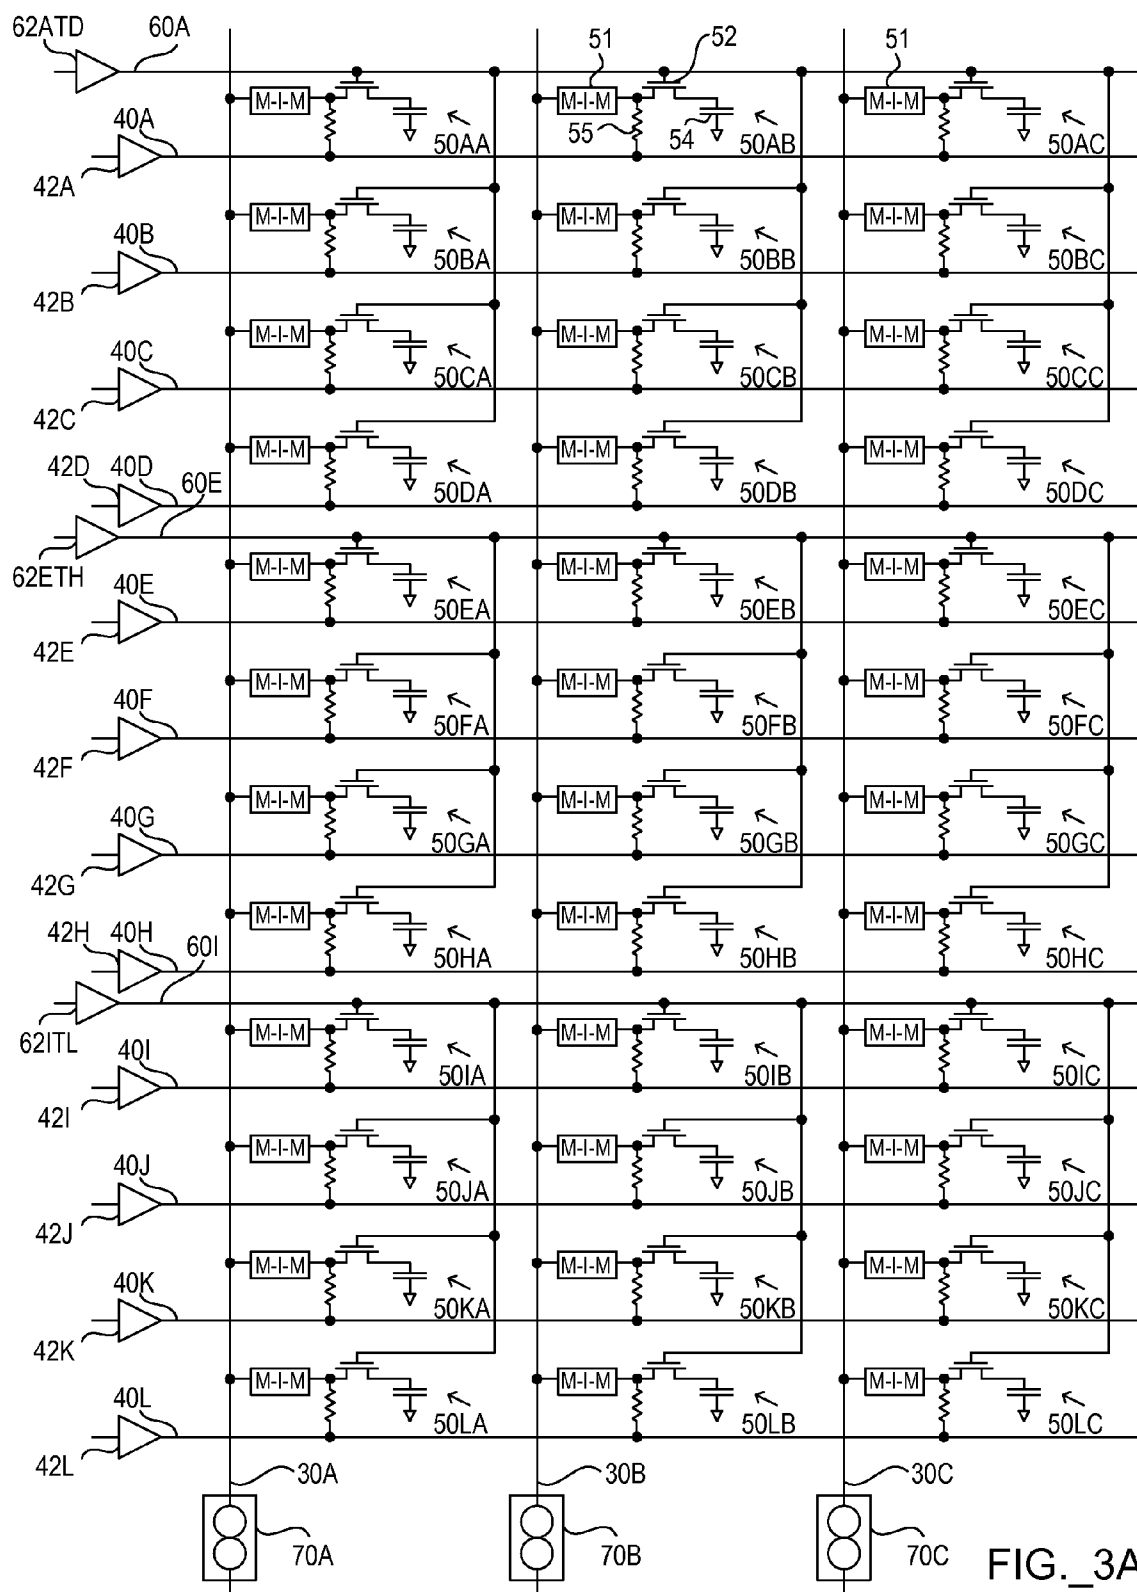 62ATD 60A 51 52 51
M-I-M M-I-M M-I-M
40A 55 54
50AA 50AB 50AC
42A
M-I-M M-I-M M-I-M
40B
50BA 50BB 50BC
42B
M-I-M M-I-M M-I-M
40C
50CA 50CB 50CC
42C
M-I-M M-I-M M-I-M
42D 40D 60E
50DA 50DB 50DC
M-I-M M-I-M M-I-M
62ETH 40E
50EA 50EB 50EC
42E
M-I-M M-I-M M-I-M
40F
50FA 50FB 50FC
42F
M-I-M M-I-M M-I-M
40G
50GA 50GB 50GC
42G
M-I-M M-I-M M-I-M
42H 40H 60I
50HA 50HB 50HC
M-I-M M-I-M M-I-M
62ITL 40I
50IA 50IB 50IC
42I
M-I-M M-I-M M-I-M
40J
50JA 50JB 50JC
42J
M-I-M M-I-M M-I-M
40K
50KA 50KB 50KC
42K
M-I-M M-I-M M-I-M
40L
50LA 50LB 50LC
42L
30A 30B 30C
70A 70B 70C
FIG._3A